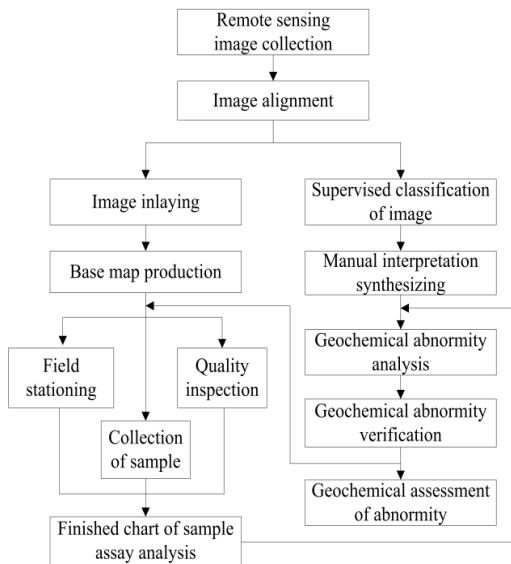 Remote sensing
image collection
Image alignment
Image inlaying
Supervised classification
of image
Base map production
Manual interpretation
synthesizing
Field
stationing
Quality
inspection
Geochemical abnormity
analysis
Collection
of sample
Geochemical abnormity
verification
Geochemical assessment
of abnormity
Finished chart of sample
assay analysis